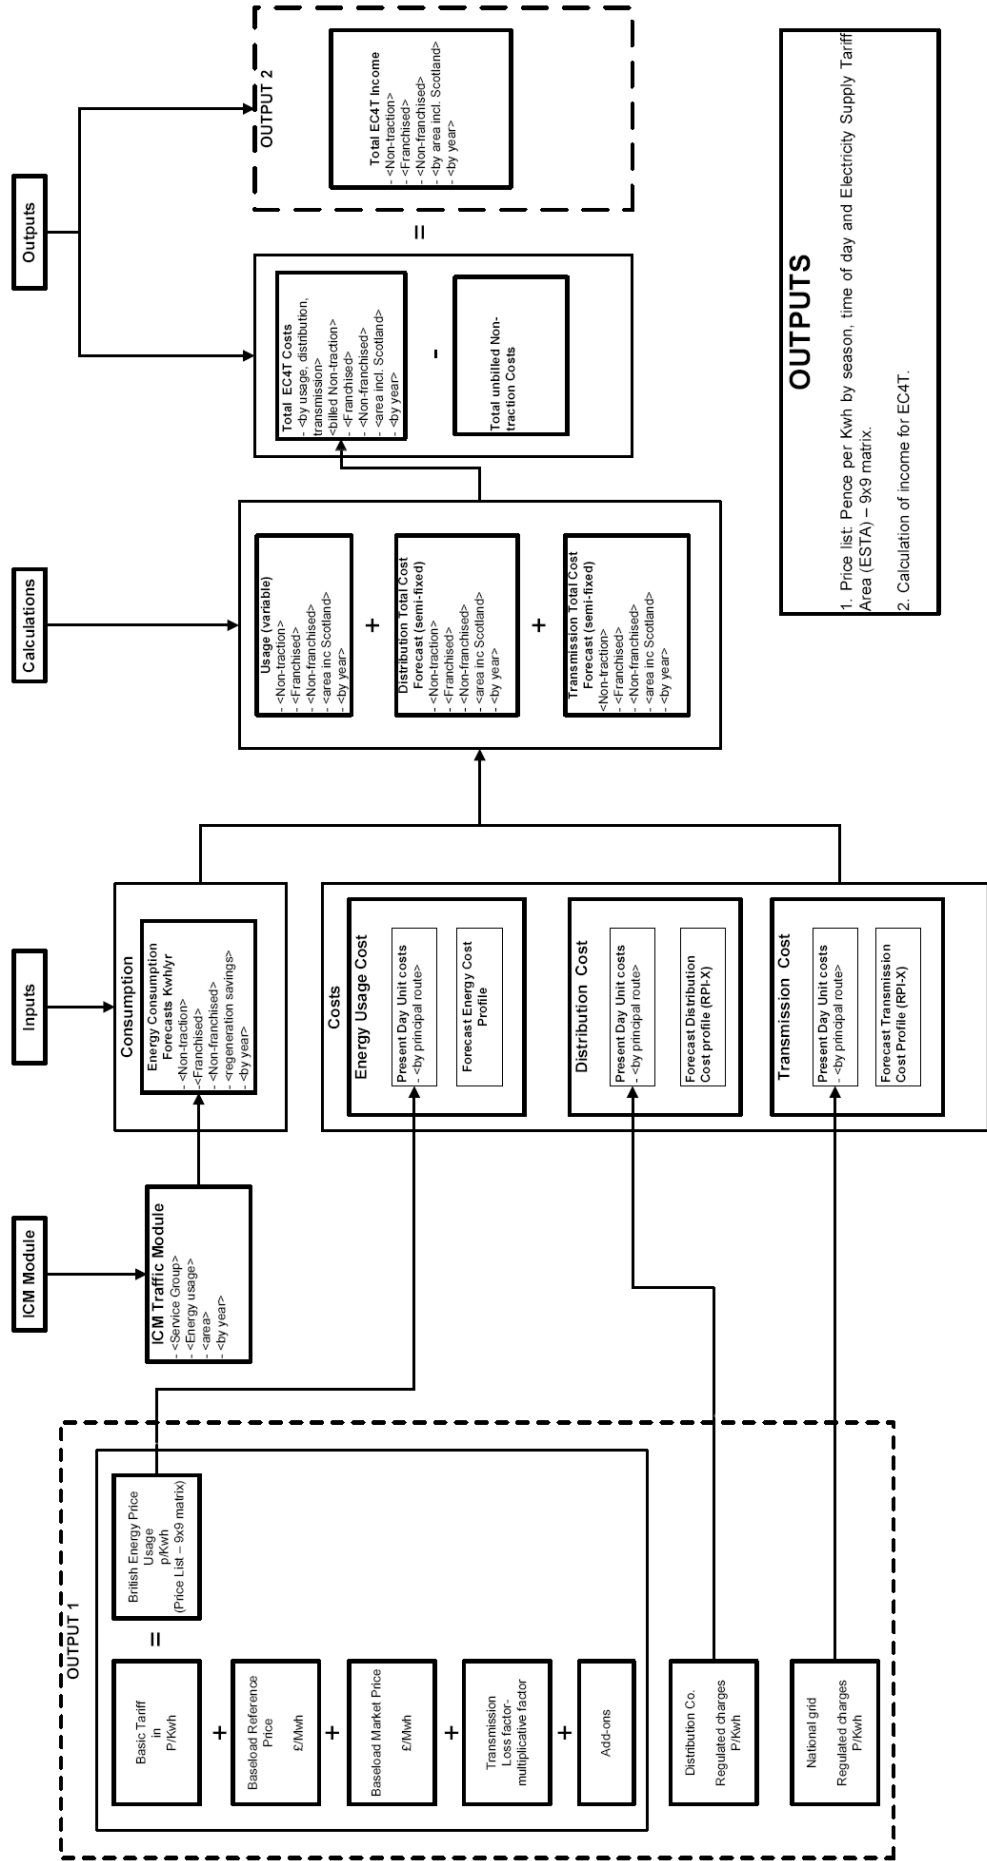 ICM Module
Inputs
Calculations
Outputs
OUTPUT 1
Basic Tariff
in
P/Kwh
+
Baseload Reference
Price
£/Mwh
+
Baseload Market Price
£/Mwh
+
Transmission
Loss factor-
multiplicative factor
+
Add-ons
=
British Energy Price
Usage
p/Kwh
(Price List – 9x9 matrix)
Distribution Co.
Regulated charges
P/Kwh
National grid
Regulated charges
P/Kwh
ICM Traffic Module
- <Service Group>
- <Energy usage>
- <area>
- <by year>
Consumption
Energy Consumption
Forecasts Kwh/yr
- <Non-traction>
- <Franchised>
- <Non-franchised>
- <regeneration savings>
- <by year>
Costs
Energy Usage Cost
Present Day Unit costs
- <by principal route>
Forecast Energy Cost
Profile
Distribution Cost
Present Day Unit costs
- <by principal route>
Forecast Distribution
Cost profile (RPI-X)
Transmission Cost
Present Day Unit costs
- <by principal route>
Forecast Transmission
Cost Profile (RPI-X)
Usage (variable)
- <Non-traction>
- <Franchised>
- <Non-franchised>
- <area inc Scotland>
- <by year>
+
Distribution Total Cost
Forecast (semi-fixed)
- <Non-traction>
- <Franchised>
- <Non-franchised>
- <area inc Scotland>
- <by year>
+
Transmission Total Cost
Forecast (semi-fixed)
<Non-traction>
- <Franchised>
- <Non-franchised>
- <area inc Scotland>
- <by year>
Total EC4T Costs
- <by usage, distribution,
transmission>
<billed Non-traction>
- <Franchised>
- <Non-franchised>
- <area incl. Scotland>
- <by year>
-
Total unbilled Non-
traction Costs
=
OUTPUT 2
Total EC4T Income
- <Non-traction>
- <Franchised>
- <Non-franchised>
- <by area incl. Scotland>
- <by year>
OUTPUTS
1. Price list: Pence per Kwh by season, time of day and Electricity Supply Tariff
Area (ESTA) – 9x9 matrix.
2. Calculation of income for EC4T.